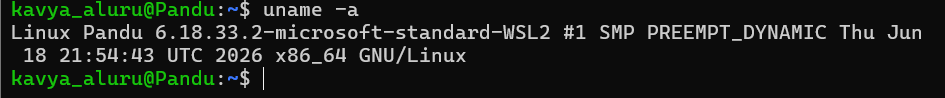 kavya_aluru@Pandu:~$ uname -a
Linux Pandu 6.18.33.2-microsoft-standard-WSL2 #1 SMP PREEMPT_DYNAMIC Thu Jun
 18 21:54:43 UTC 2026 x86_64 GNU/Linux
kavya_aluru@Pandu:~$